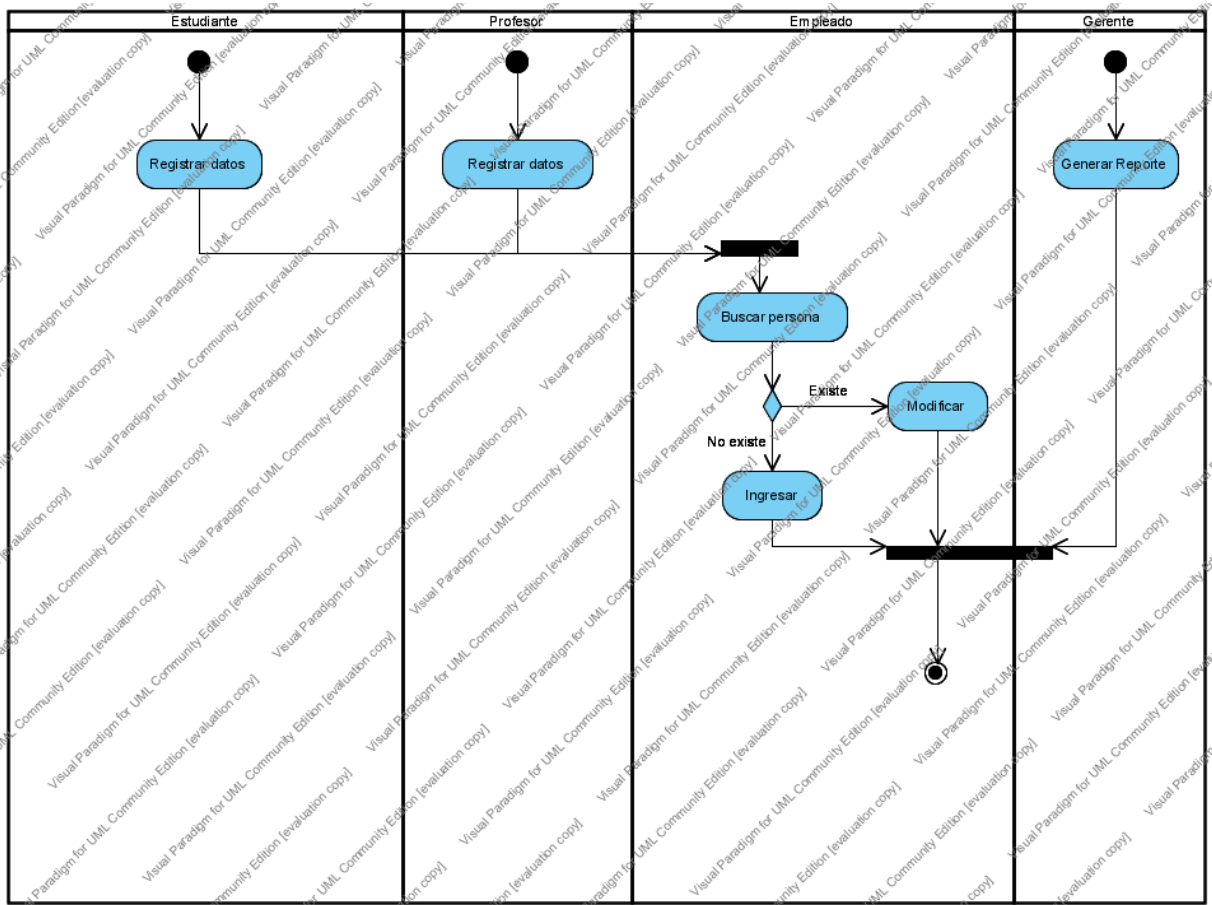 Estudiante
Profesor
Empleado
Gerente
Registrar datos
Registrar datos
Generar Reporte
Buscar persona
Existe
Modificar
No existe
Ingresar
Visual Paradigm for UML Community Edition [evaluation copy]